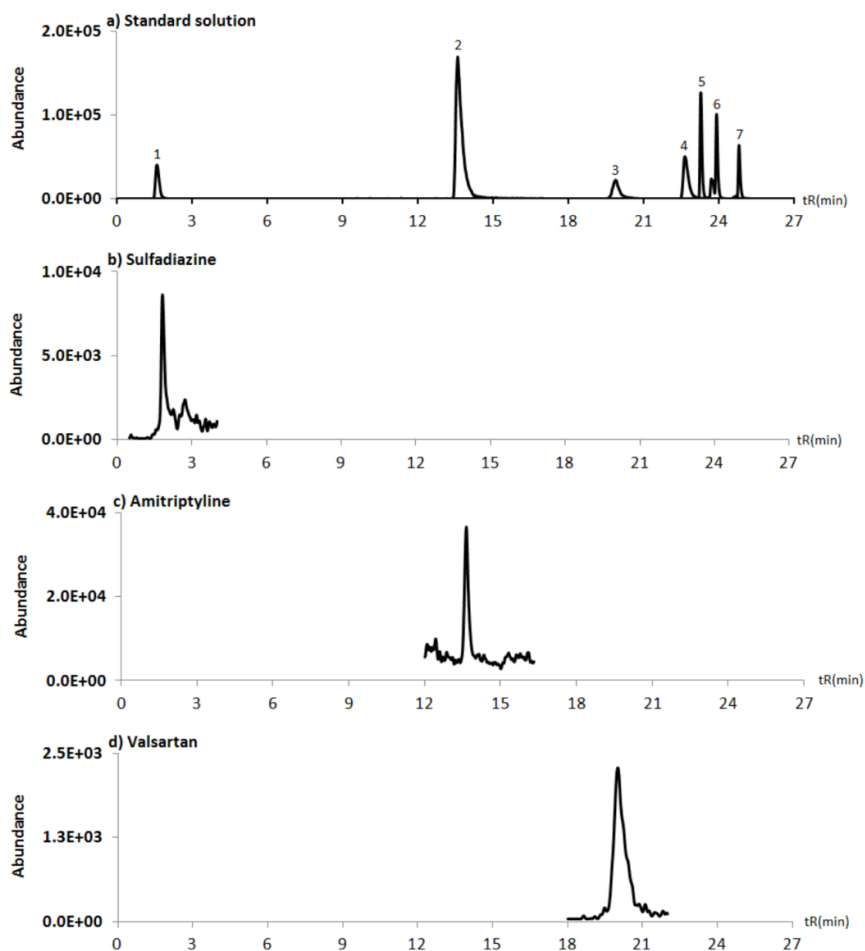 a) Standard solution
Abundance
2.0E+05
1.0E+05
0.0E+00
1
2
3
4
5
6
7
0 3 6 9 12 15 18 21 24 27
tR(min)
b) Sulfadiazine
Abundance
1.0E+04
5.0E+03
0.0E+00
0 3 6 9 12 15 18 21 24 27
tR(min)
c) Amitriptyline
Abundance
4.0E+04
2.0E+04
0.0E+00
0 3 6 9 12 15 18 21 24 27
tR(min)
d) Valsartan
Abundance
2.5E+03
1.3E+03
0.0E+00
0 3 6 9 12 15 18 21 24 27
tR(min)